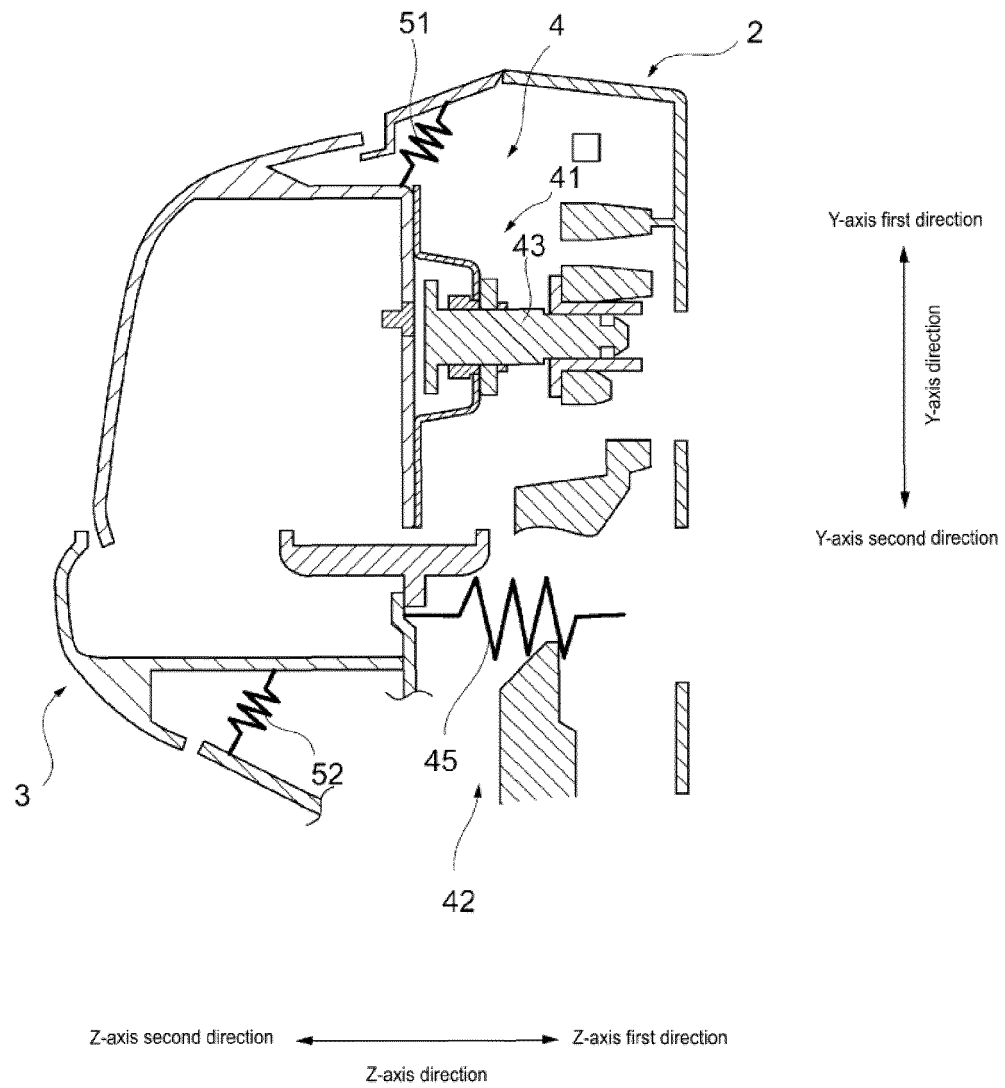 51
4
2
41
43
Y-axis first direction
Y-axis direction
Y-axis second direction
3
52
45
42
Z-axis second direction
Z-axis first direction
Z-axis direction